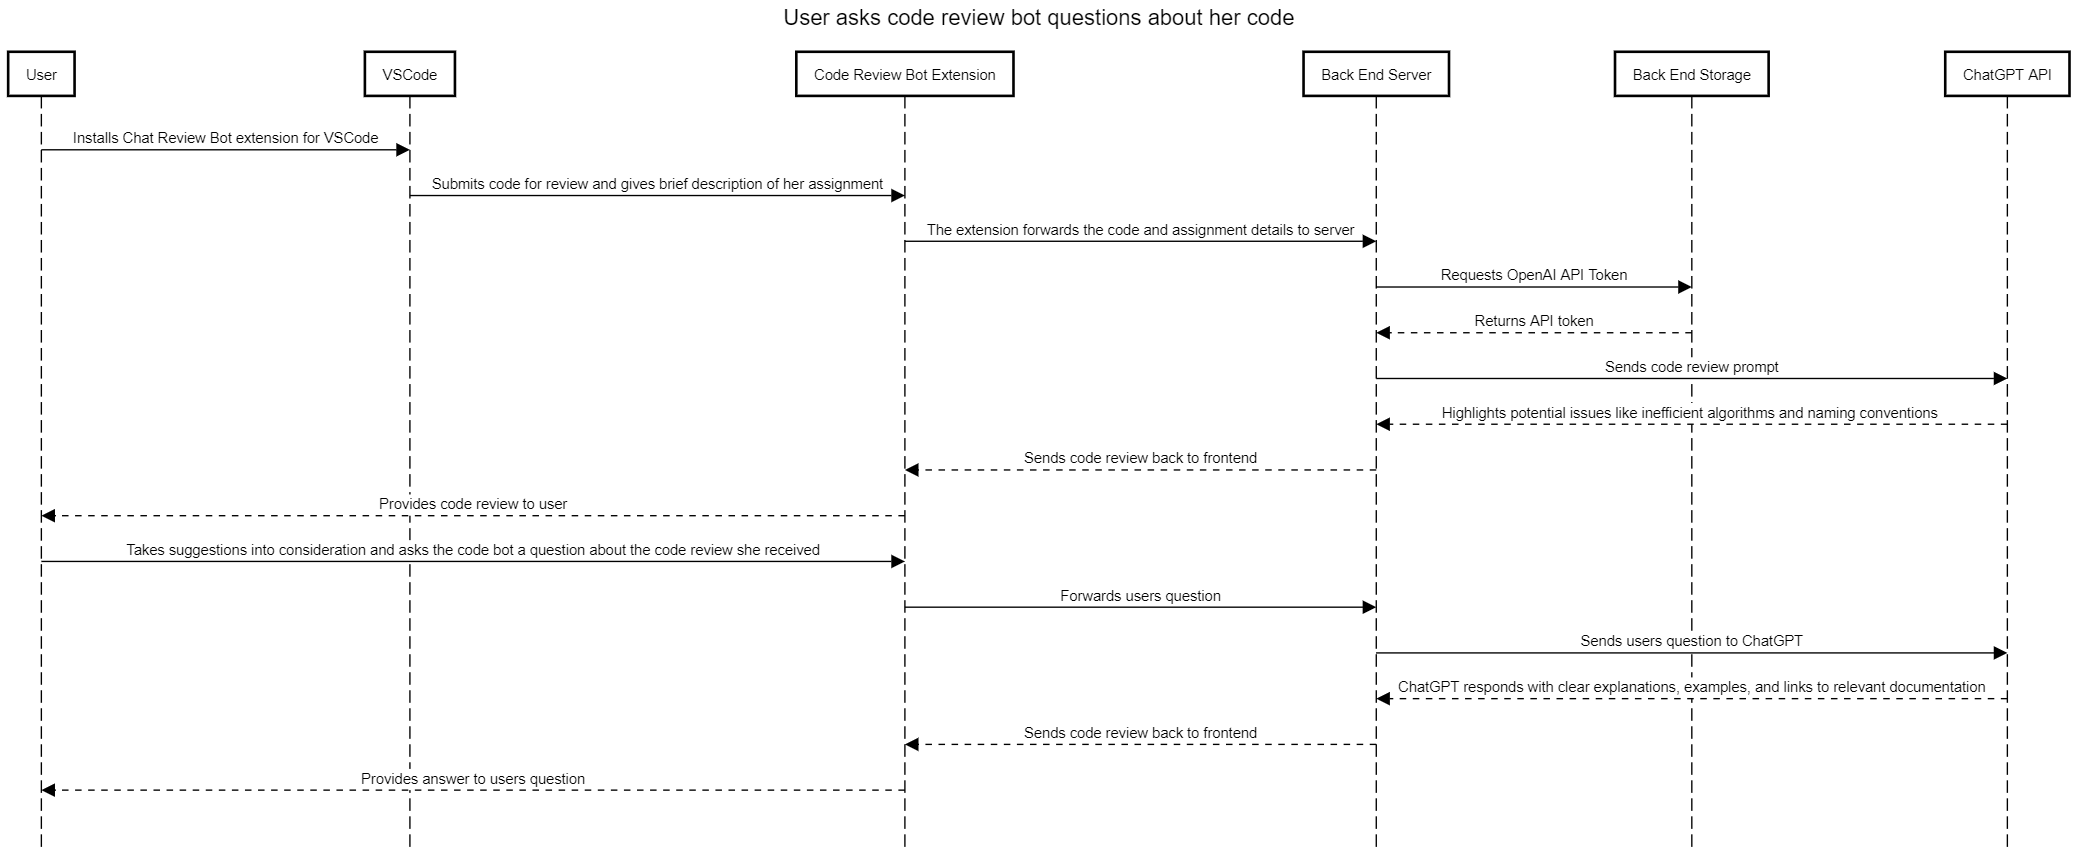 User asks code review bot questions about her code
User
VSCode
Code Review Bot Extension
Back End Server
Back End Storage
ChatGPT API
Installs Chat Review Bot extension for VSCode
Submits code for review and gives brief description of her assignment
The extension forwards the code and assignment details to server
Requests OpenAI API Token
Returns API token
Sends code review prompt
Highlights potential issues like inefficient algorithms and naming conventions
Sends code review back to frontend
Provides code review to user
Takes suggestions into consideration and asks the code bot a question about the code review she received
Forwards users question
Sends users question to ChatGPT
ChatGPT responds with clear explanations, examples, and links to relevant documentation
Sends code review back to frontend
Provides answer to users question